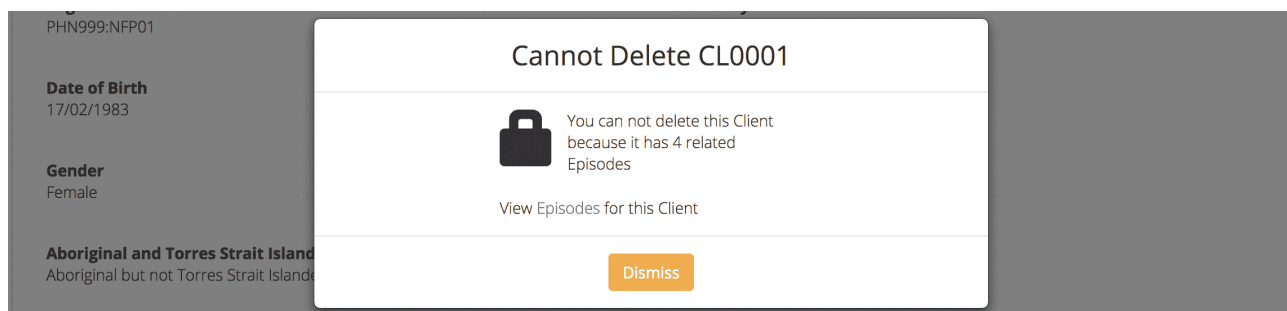 PHN999:NFP01
Cannot Delete CL0001
Date of Birth
17/02/1983
You can not delete this Client
because it has 4 related
Episodes
Gender
Female
View Episodes for this Client
Aboriginal and Torres Strait Island
Aboriginal but not Torres Strait Islande
Dismiss